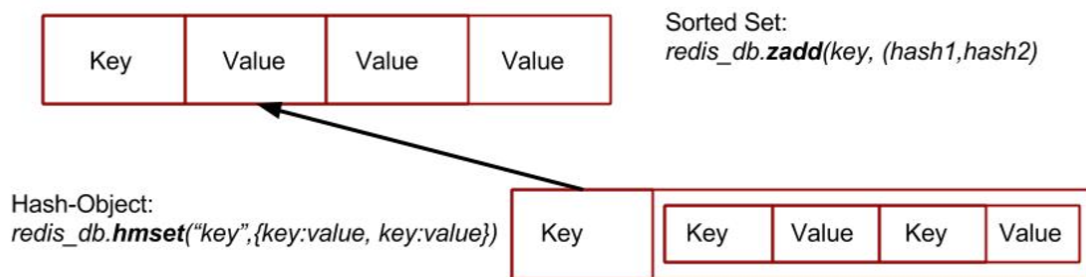 Key Value Value Value
Sorted Set:
redis_db.zadd(key, (hash1,hash2)
Hash-Object:
redis_db.hmset(“key”,{key:value, key:value})
Key Key Value Key Value